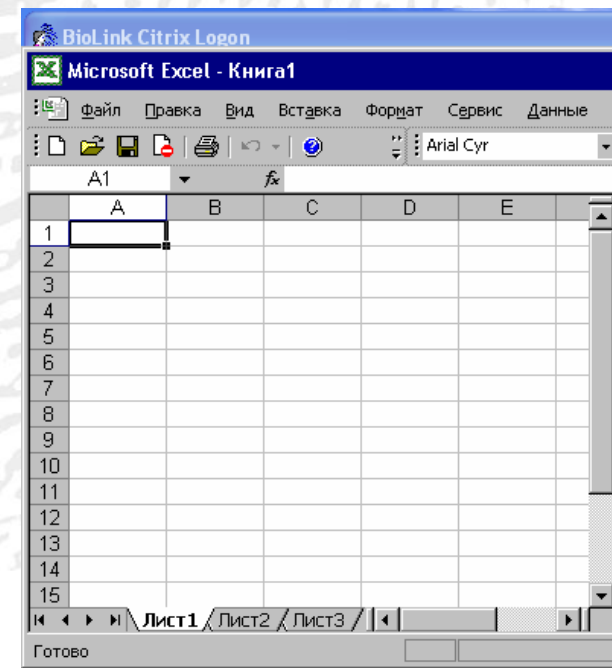 BioLink Citrix Logon
Microsoft Excel - Книга1
Файл Правка Вид Вставка Формат Сервис Данные
Arial Cyr
A1 fx
A B C D E
1
2
3
4
5
6
7
8
9
10
11
12
13
14
15
Лист1 Лист2 Лист3
Готово